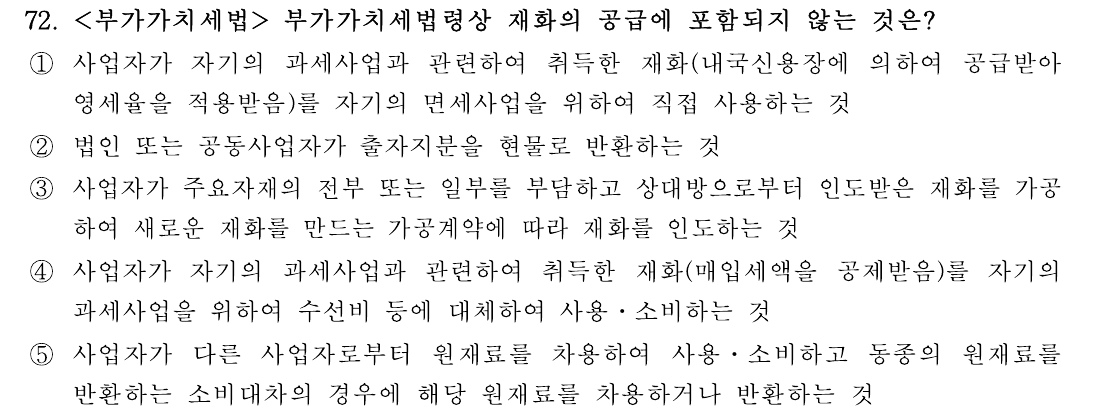 72. <부가가치세법> 부가가치세법령상 재화의 공급에 포함되지 않는 것은?
① 사업자가 자기의 과세사업과 관련하여 취득한 재화(내국신용장에 의하여 공급받아
영세율을 적용받음)를 자기의 면세사업을 위하여 직접 사용하는 것
② 법인 또는 공동사업자가 출자지분을 현물로 반환하는 것
③ 사업자가 주요자재의 전부 또는 일부를 부담하고 상대방으로부터 인도받은 재화를 가공
하여 새로운 재화를 만드는 가공계약에 따라 재화를 인도하는 것
④ 사업자가 자기의 과세사업과 관련하여 취득한 재화(매입세액을 공제받음)를 자기의
과세사업을 위하여 수선비 등에 대체하여 사용・소비하는 것
⑤ 사업자가 다른 사업자로부터 원재료를 차용하여 사용・소비하고 동종의 원재료를
반환하는 소비대차의 경우에 해당 원재료를 차용하거나 반환하는 것